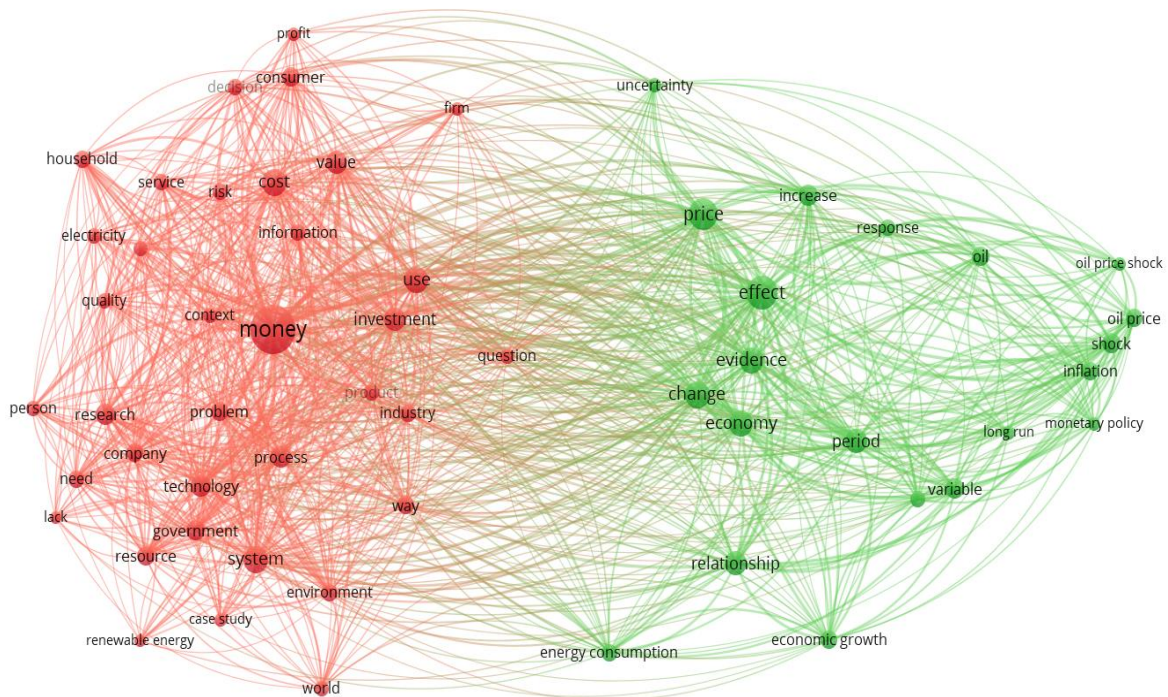 profit
decision
consumer
uncertainty
firm
household
service
risk
cost
value
increase
price
response
electricity
information
oil
oil price shock
use
effect
quality
context
money
investment
oil price
shock
question
evidence
inflation
product
change
person
research
problem
industry
economy
long run
monetary policy
period
company
process
need
technology
variable
way
lack
government
resource
system
relationship
environment
case study
renewable energy
energy consumption
economic growth
world